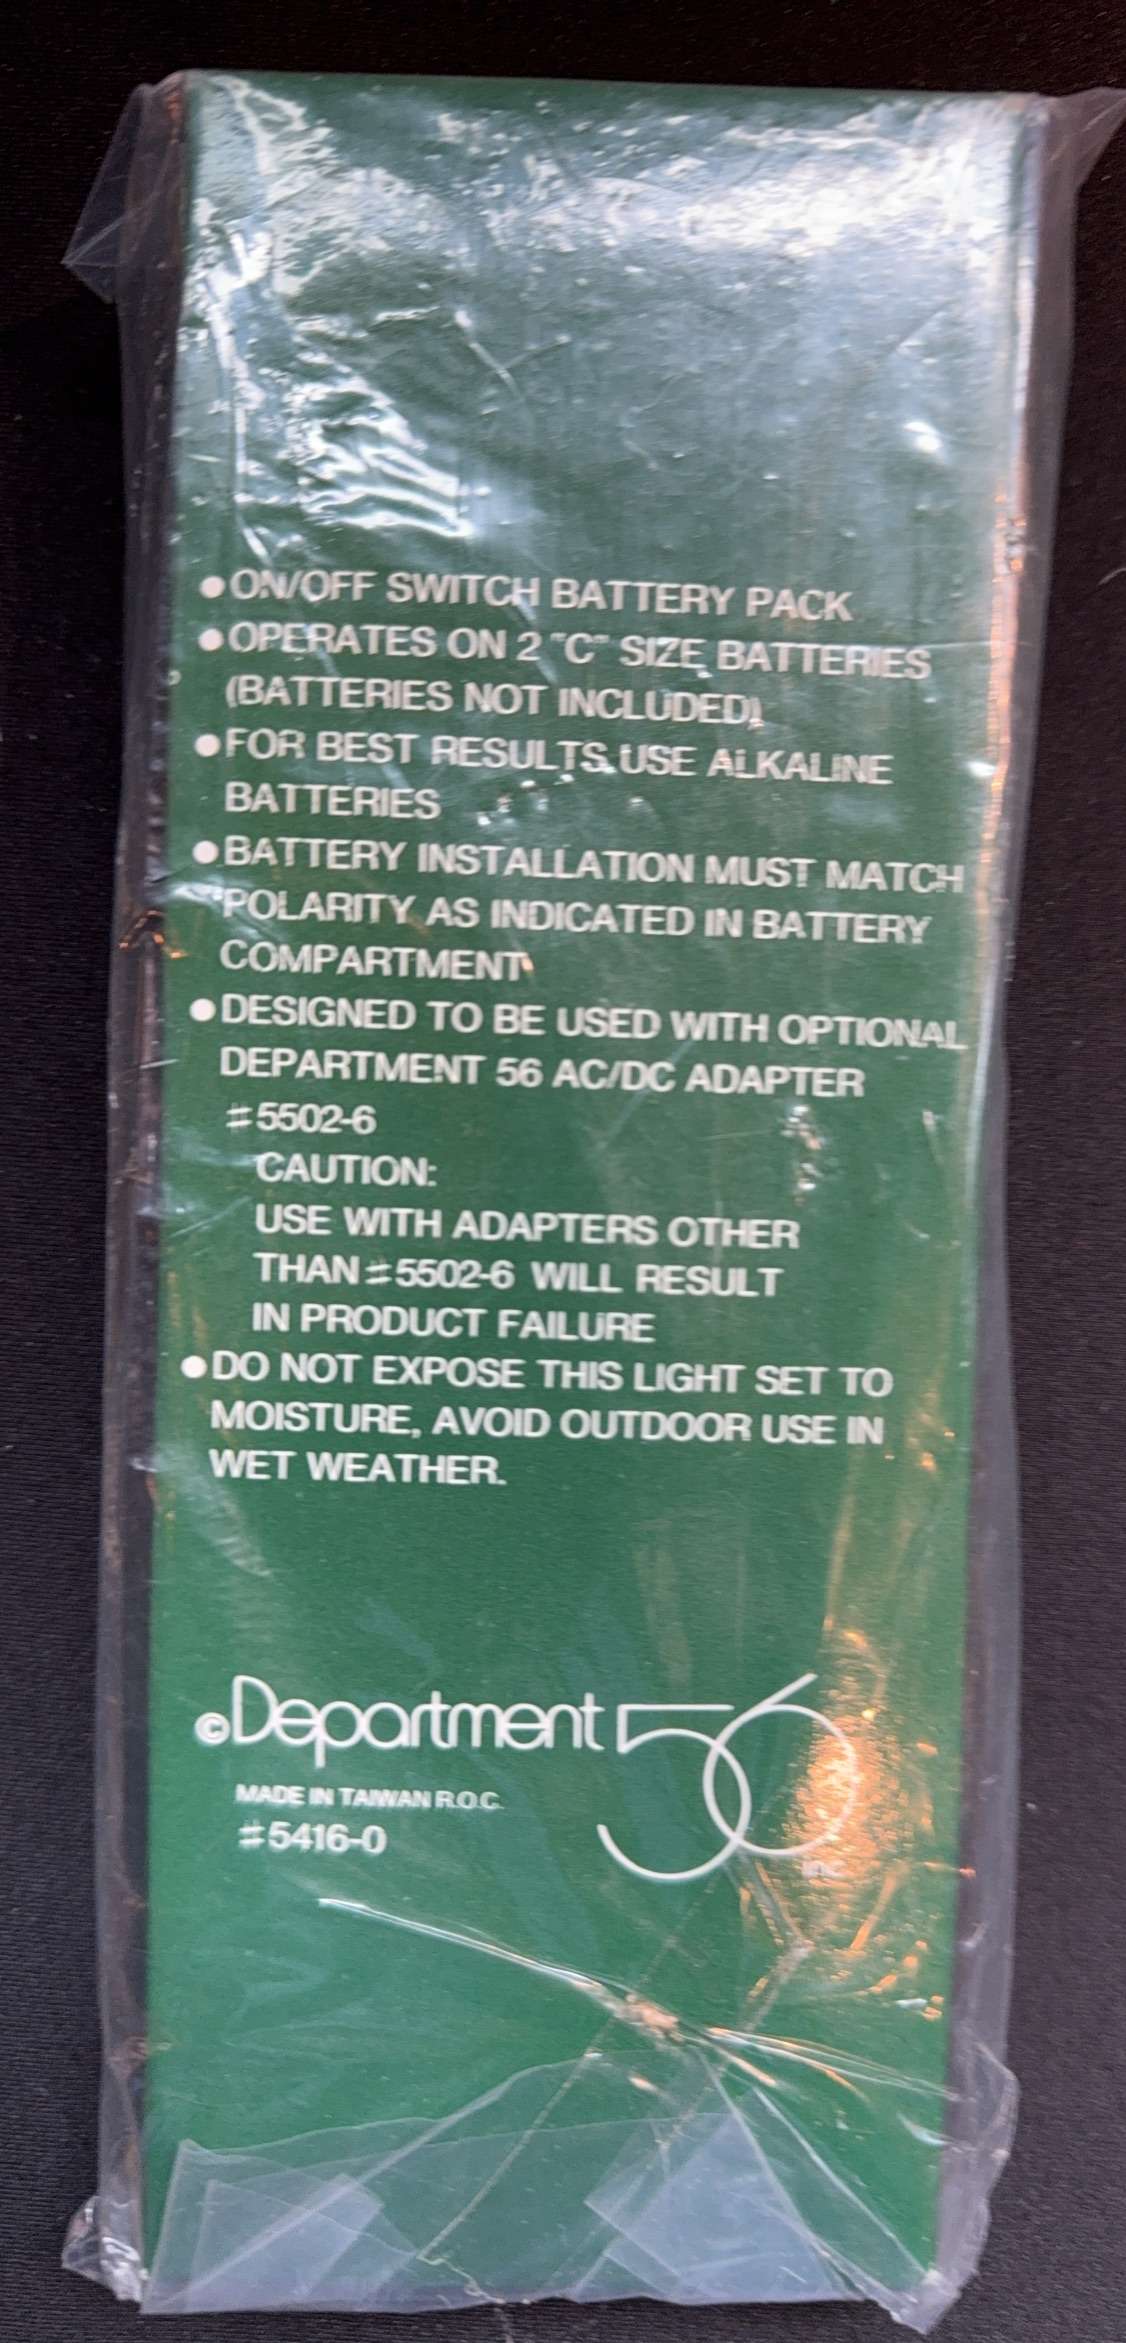 ● ON/OFF SWITCH BATTERY PACK
● OPERATES ON 2 "C" SIZE BATTERIES
(BATTERIES NOT INCLUDED)
● FOR BEST RESULTS USE ALKALINE
BATTERIES
● BATTERY INSTALLATION MUST MATCH
POLARITY AS INDICATED IN BATTERY
COMPARTMENT
● DESIGNED TO BE USED WITH OPTIONAL
DEPARTMENT 56 AC/DC ADAPTER
#5502-6
CAUTION:
USE WITH ADAPTERS OTHER
THAN #5502-6 WILL RESULT
IN PRODUCT FAILURE
● DO NOT EXPOSE THIS LIGHT SET TO
MOISTURE, AVOID OUTDOOR USE IN
WET WEATHER.
© Department 56
INC.
MADE IN TAIWAN R.O.C.
#5416-0